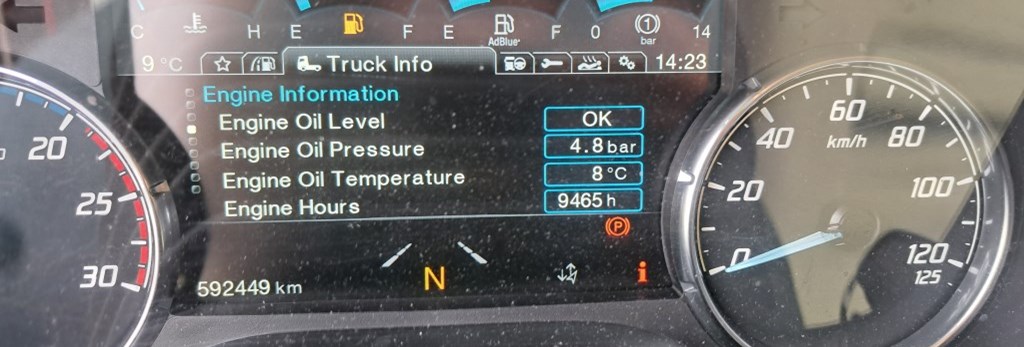 C H E F E AdBlue F 0 (1) bar 14
9 °C Truck Info 14:23
Engine Information
Engine Oil Level OK
Engine Oil Pressure 4.8 bar
Engine Oil Temperature 8 °C
Engine Hours 9465 h
(P)
N i
592449 km
20
25
30
0
20
40
60
80
100
120
125
km/h